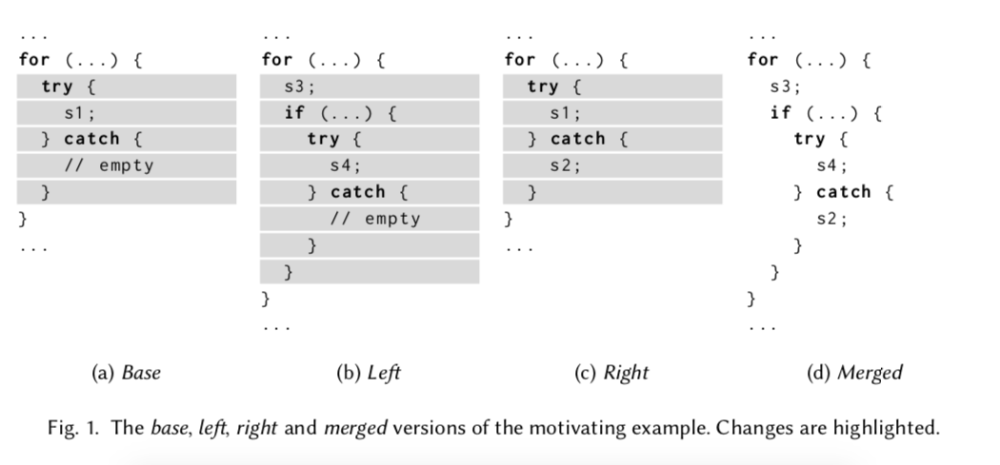 ...
for (...) {
  try {
    s1;
  } catch {
    // empty
  }
}
...
(a) Base
...
for (...) {
  s3;
  if (...) {
    try {
      s4;
    } catch {
      // empty
    }
  }
}
...
(b) Left
...
for (...) {
  try {
    s1;
  } catch {
    s2;
  }
}
...
(c) Right
...
for (...) {
  s3;
  if (...) {
    try {
      s4;
    } catch {
      s2;
    }
  }
}
...
(d) Merged
Fig. 1. The base, left, right and merged versions of the motivating example. Changes are highlighted.